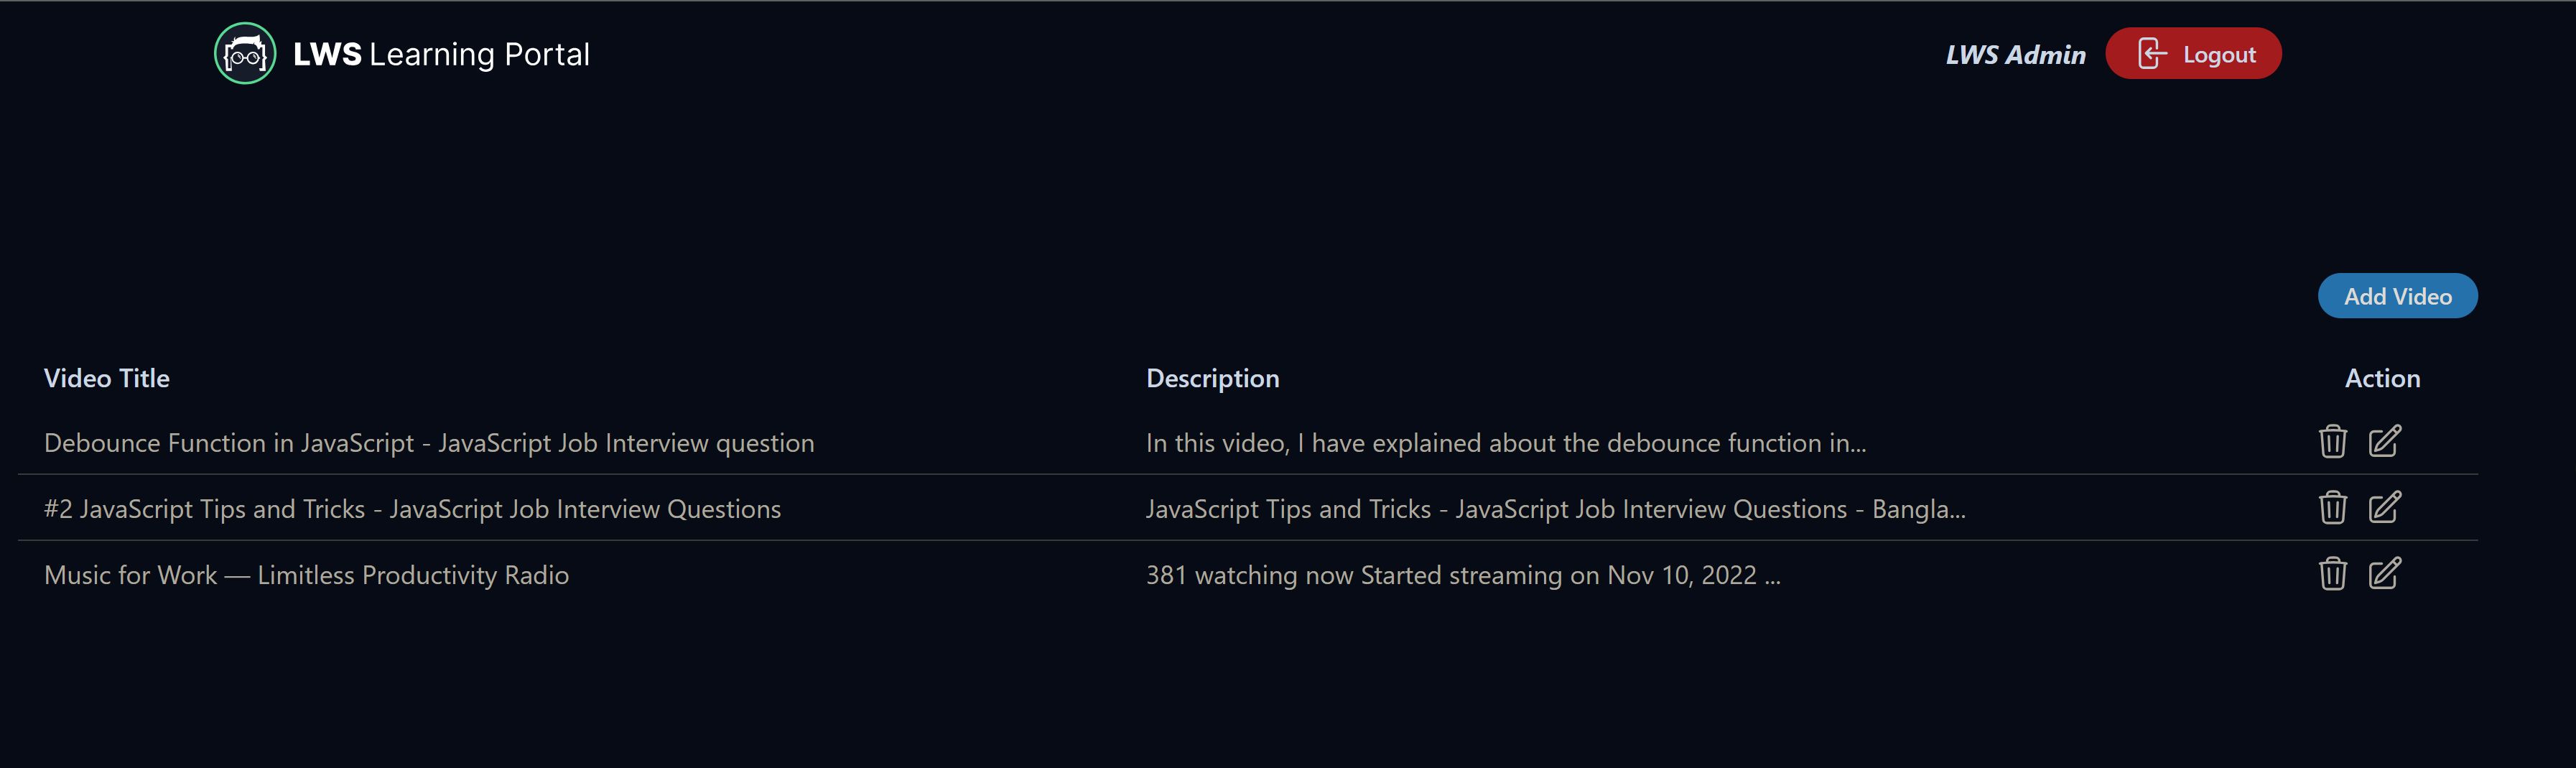 LWS Learning Portal
LWS Admin
Logout
Add Video
Video Title Description Action
Debounce Function in JavaScript - JavaScript Job Interview question In this video, I have explained about the debounce function in...
#2 JavaScript Tips and Tricks - JavaScript Job Interview Questions JavaScript Tips and Tricks - JavaScript Job Interview Questions - Bangla...
Music for Work — Limitless Productivity Radio 381 watching now Started streaming on Nov 10, 2022 ...